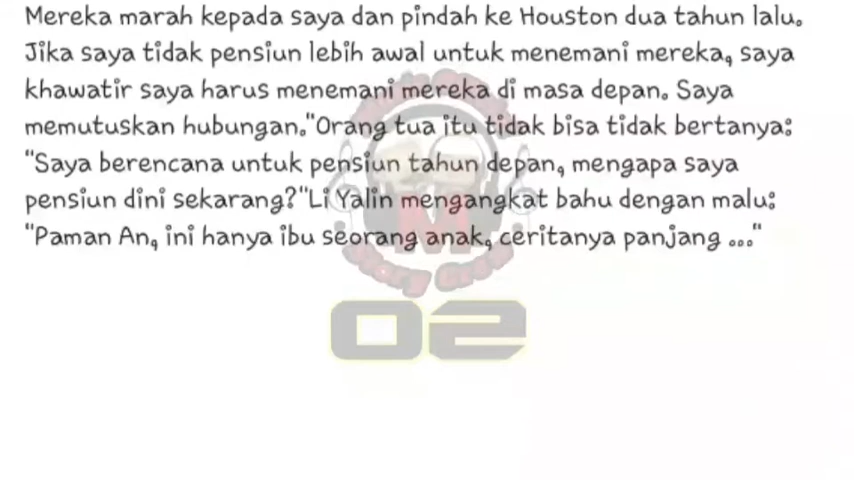 Mereka marah kepada saya dan pindah ke Houston dua tahun lalu.
Jika saya tidak pensiun lebih awal untuk menemani mereka, saya
khawatir saya harus menemani mereka di masa depan. Saya
memutuskan hubungan."Orang tua itu tidak bisa tidak bertanya:
"Saya berencana untuk pensiun tahun depan, mengapa saya
pensiun dini sekarang?"Li Yalin mengangkat bahu dengan malu:
"Paman An, ini hanya ibu seorang anak, ceritanya panjang ..."
M
02